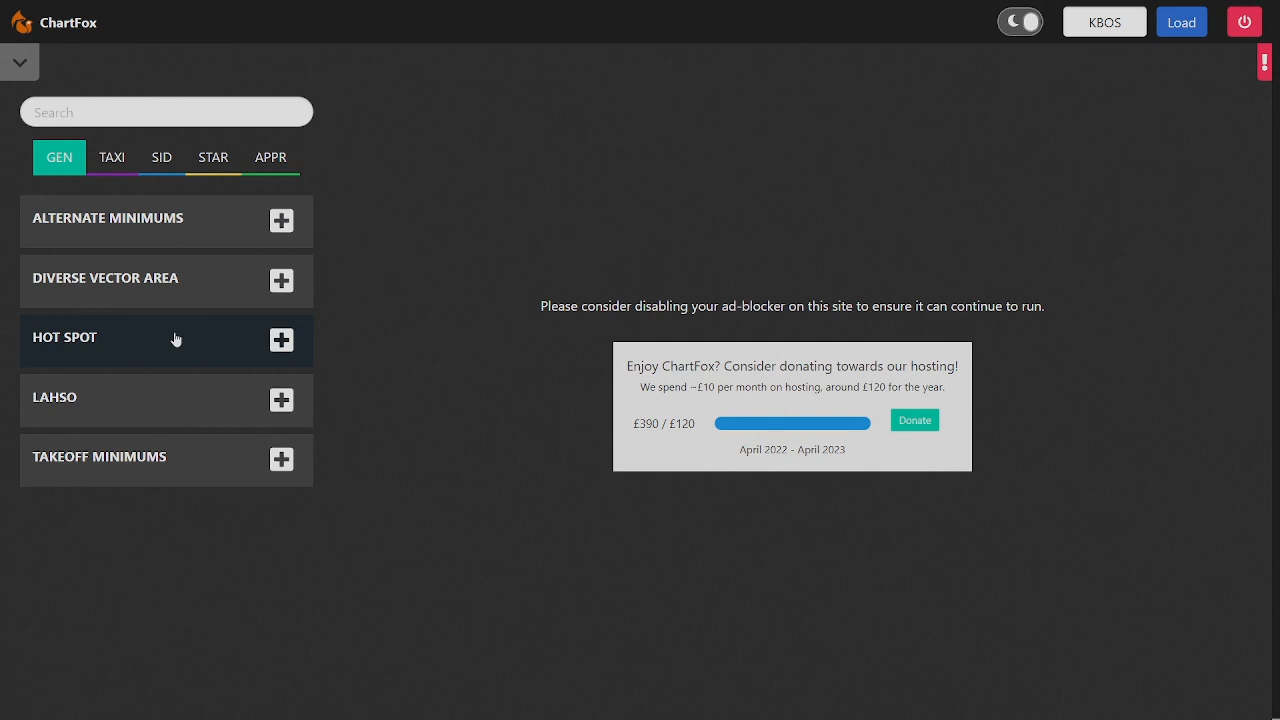 ChartFox
KBOS
Load
Search
GEN TAXI SID STAR APPR
ALTERNATE MINIMUMS
DIVERSE VECTOR AREA
HOT SPOT
LAHSO
TAKEOFF MINIMUMS
Please consider disabling your ad-blocker on this site to ensure it can continue to run.
Enjoy ChartFox? Consider donating towards our hosting!
We spend ~£10 per month on hosting, around £120 for the year.
£390 / £120
Donate
April 2022 - April 2023